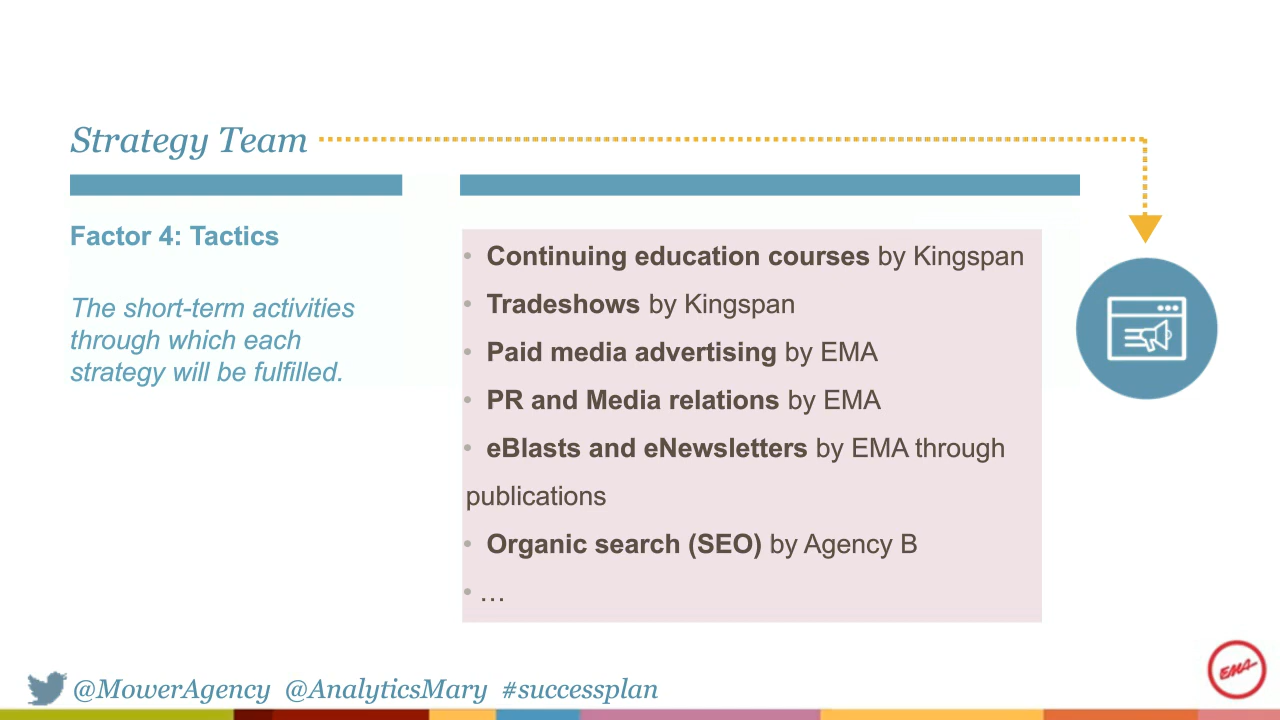 Strategy Team
Factor 4: Tactics
The short-term activities
through which each
strategy will be fulfilled.
• Continuing education courses by Kingspan
• Tradeshows by Kingspan
• Paid media advertising by EMA
• PR and Media relations by EMA
• eBlasts and eNewsletters by EMA through
publications
• Organic search (SEO) by Agency B
• …
@MowerAgency @AnalyticsMary #successplan
EMA